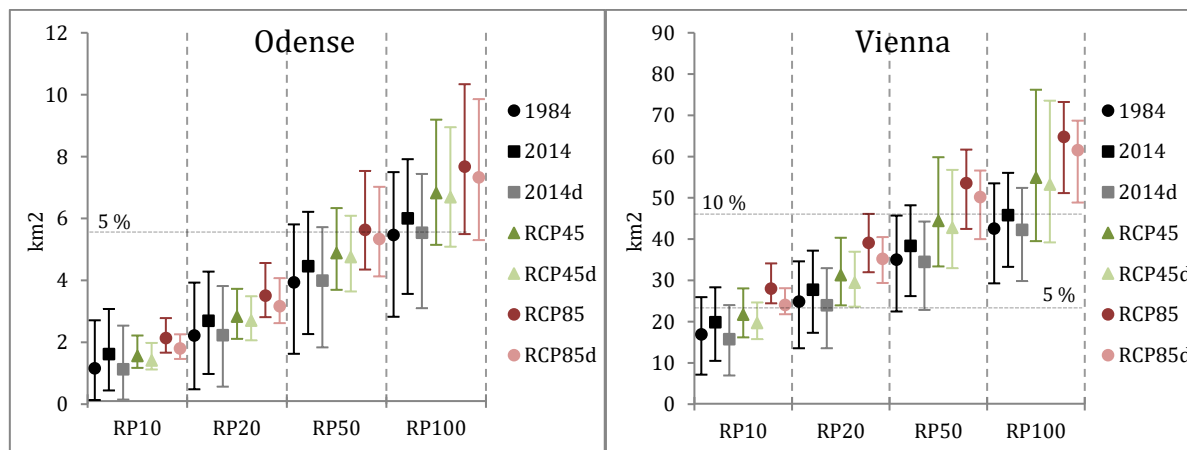 Odense
km2
12
10
8
6
4
2
0
5 %
RP10 RP20 RP50 RP100
1984
2014
2014d
RCP45
RCP45d
RCP85
RCP85d
Vienna
km2
90
80
70
60
50
40
30
20
10
0
10 %
5 %
RP10 RP20 RP50 RP100
1984
2014
2014d
RCP45
RCP45d
RCP85
RCP85d